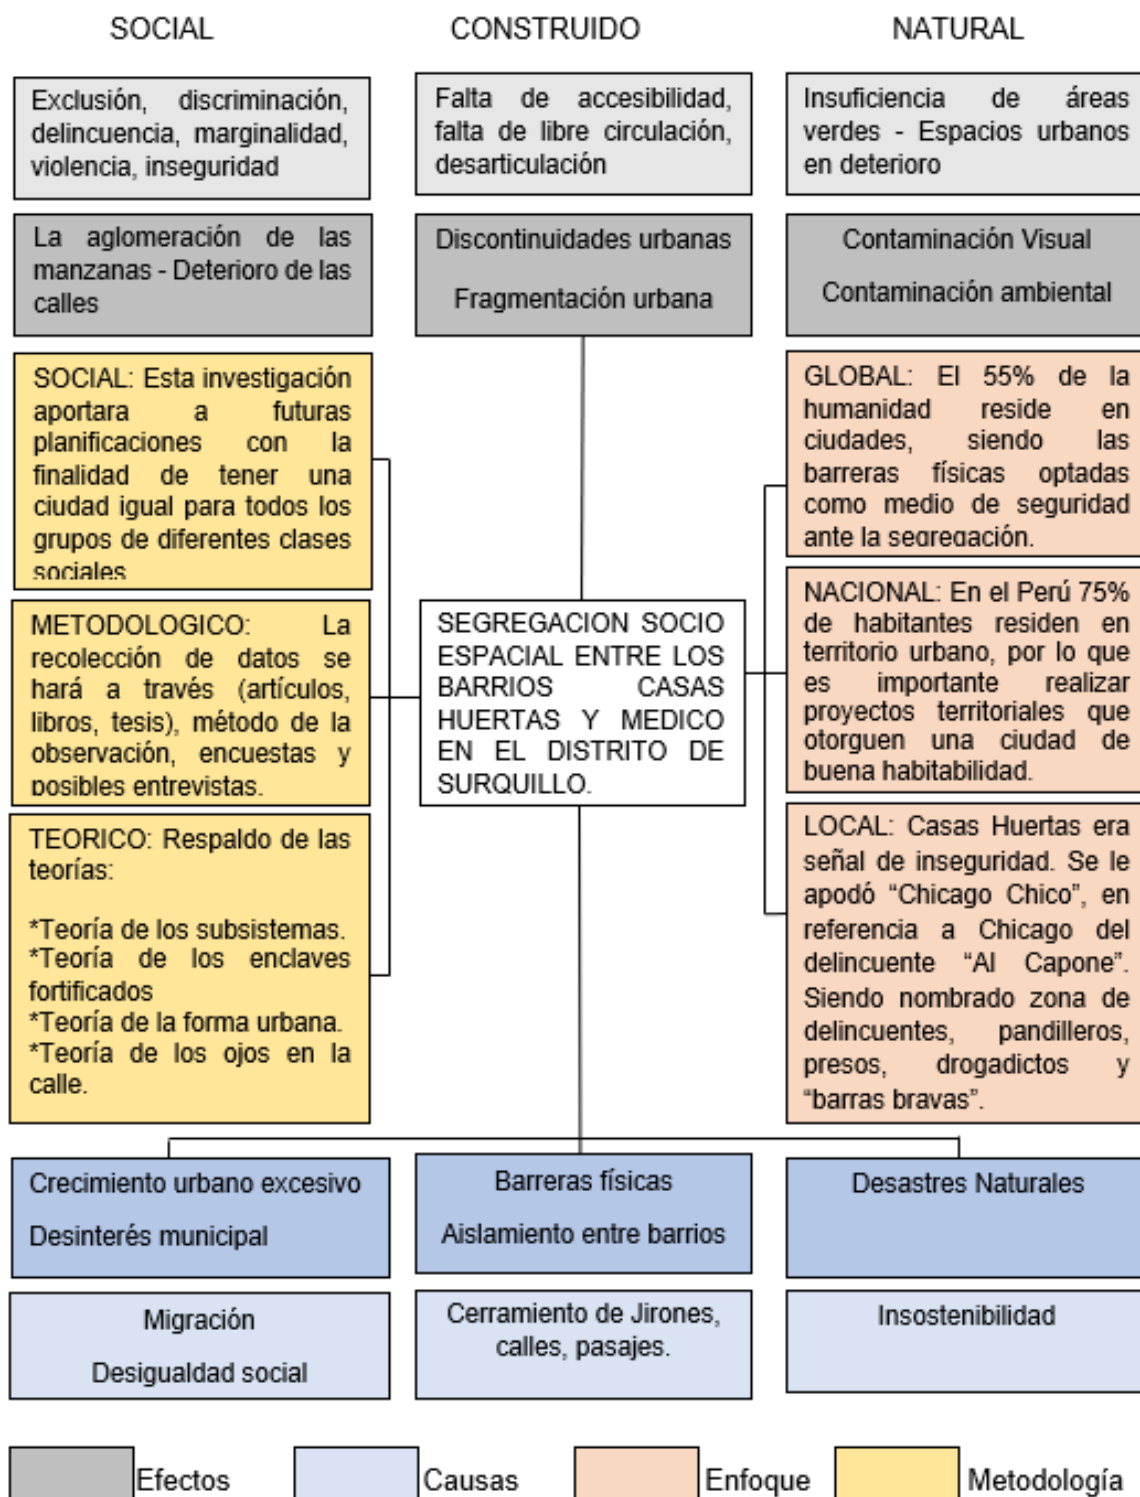 SOCIAL
CONSTRUIDO
NATURAL
Exclusión, discriminación,
delincuencia, marginalidad,
violencia, inseguridad
Falta de accesibilidad,
falta de libre circulación,
desarticulación
Insuficiencia de áreas
verdes - Espacios urbanos
en deterioro
La aglomeración de las
manzanas - Deterioro de las
calles
Discontinuidades urbanas
Fragmentación urbana
Contaminación Visual
Contaminación ambiental
SOCIAL: Esta investigación
aportara a futuras
planificaciones con la
finalidad de tener una
ciudad igual para todos los
grupos de diferentes clases
sociales
METODOLOGICO: La
recolección de datos se
hará a través (artículos,
libros, tesis), método de la
observación, encuestas y
posibles entrevistas.
TEORICO: Respaldo de las
teorías:
*Teoría de los subsistemas.
*Teoría de los enclaves
fortificados
*Teoría de la forma urbana.
*Teoría de los ojos en la
calle.
SEGREGACION SOCIO
ESPACIAL ENTRE LOS
BARRIOS CASAS
HUERTAS Y MEDICO
EN EL DISTRITO DE
SURQUILLO.
GLOBAL: El 55% de la
humanidad reside en
ciudades, siendo las
barreras físicas optadas
como medio de seguridad
ante la segregación.
NACIONAL: En el Perú 75%
de habitantes residen en
territorio urbano, por lo que
es importante realizar
proyectos territoriales que
otorguen una ciudad de
buena habitabilidad.
LOCAL: Casas Huertas era
señal de inseguridad. Se le
apodó “Chicago Chico”, en
referencia a Chicago del
delincuente “Al Capone”.
Siendo nombrado zona de
delincuentes, pandilleros,
presos, drogadictos y
“barras bravas”.
Crecimiento urbano excesivo
Desinterés municipal
Barreras físicas
Aislamiento entre barrios
Desastres Naturales
Migración
Desigualdad social
Cerramiento de Jirones,
calles, pasajes.
Insostenibilidad
Efectos
Causas
Enfoque
Metodología